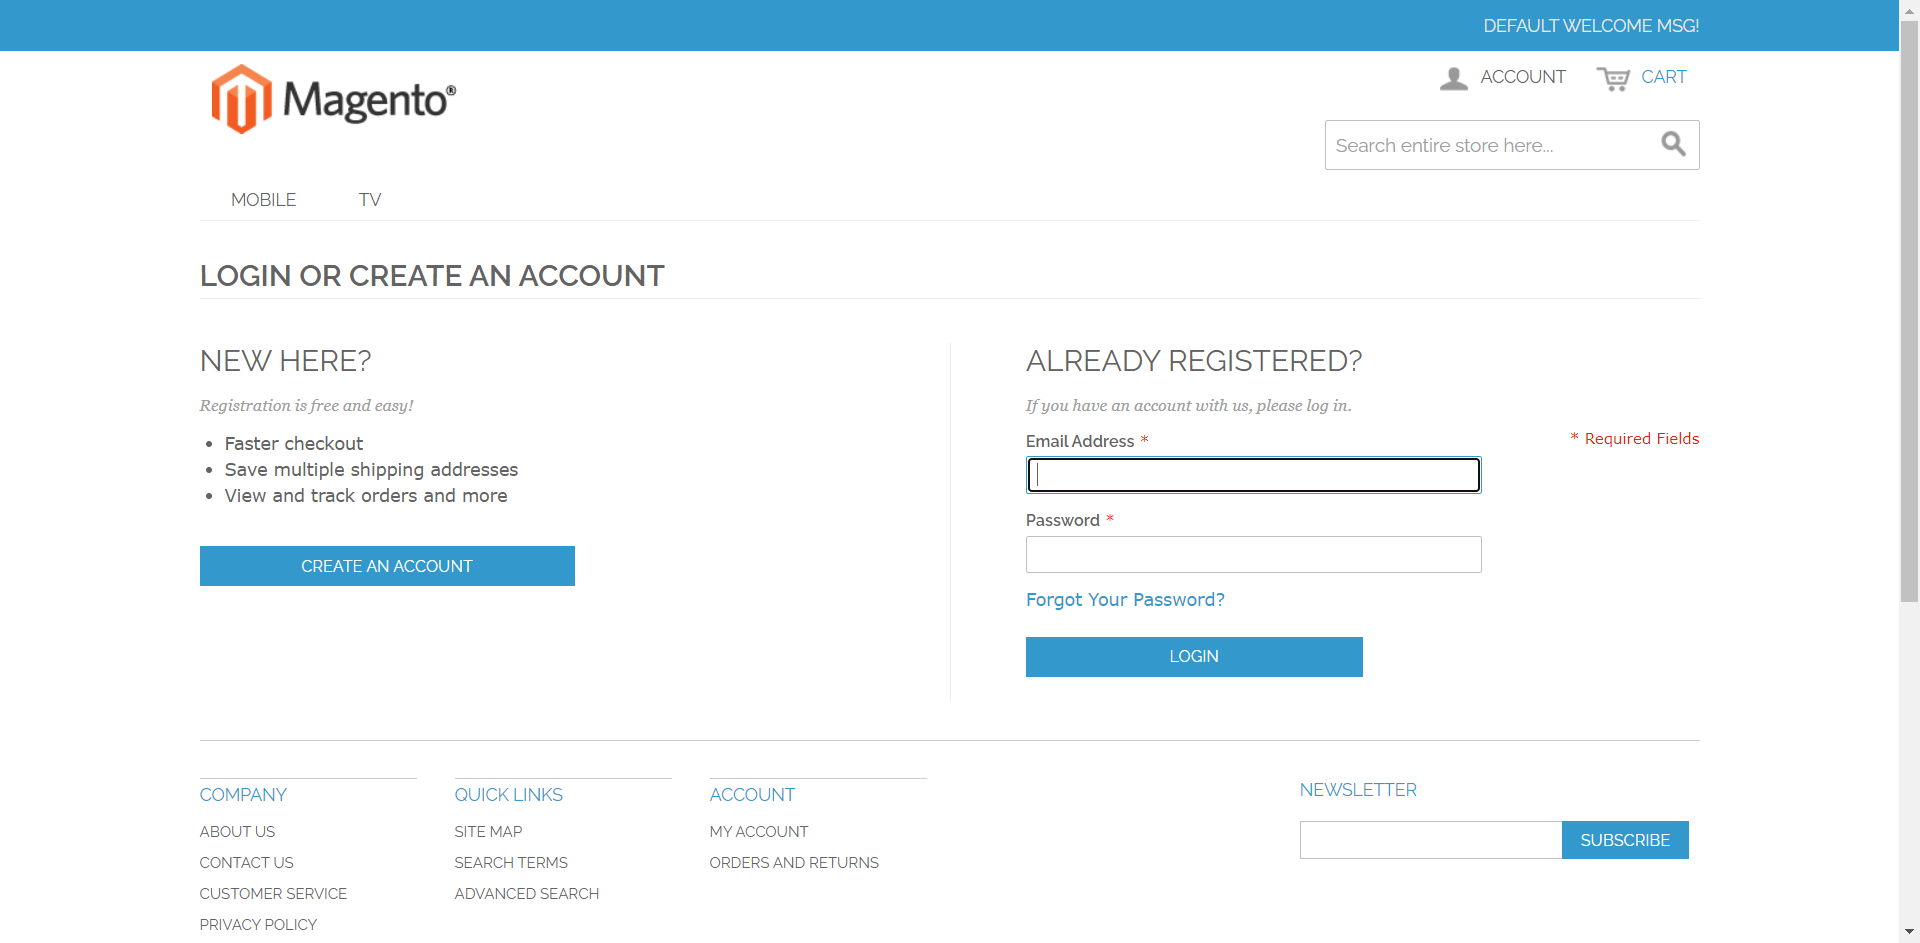 DEFAULT WELCOME MSG!
Magento®
ACCOUNT
CART
Search entire store here...
MOBILE
TV
LOGIN OR CREATE AN ACCOUNT
NEW HERE?
Registration is free and easy!
• Faster checkout
• Save multiple shipping addresses
• View and track orders and more
CREATE AN ACCOUNT
ALREADY REGISTERED?
If you have an account with us, please log in.
Email Address *
* Required Fields
Password *
Forgot Your Password?
LOGIN
COMPANY
ABOUT US
CONTACT US
CUSTOMER SERVICE
PRIVACY POLICY
QUICK LINKS
SITE MAP
SEARCH TERMS
ADVANCED SEARCH
ACCOUNT
MY ACCOUNT
ORDERS AND RETURNS
NEWSLETTER
SUBSCRIBE